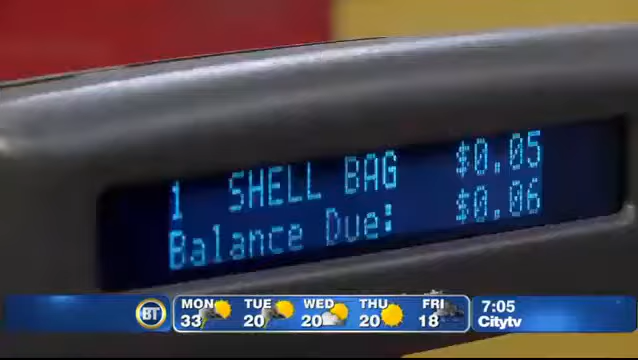 1 SHELL BAG $0.05
Balance Due: $0.06
BT MON TUE WED THU FRI 7:05
33 20 20 20 18 Citytv